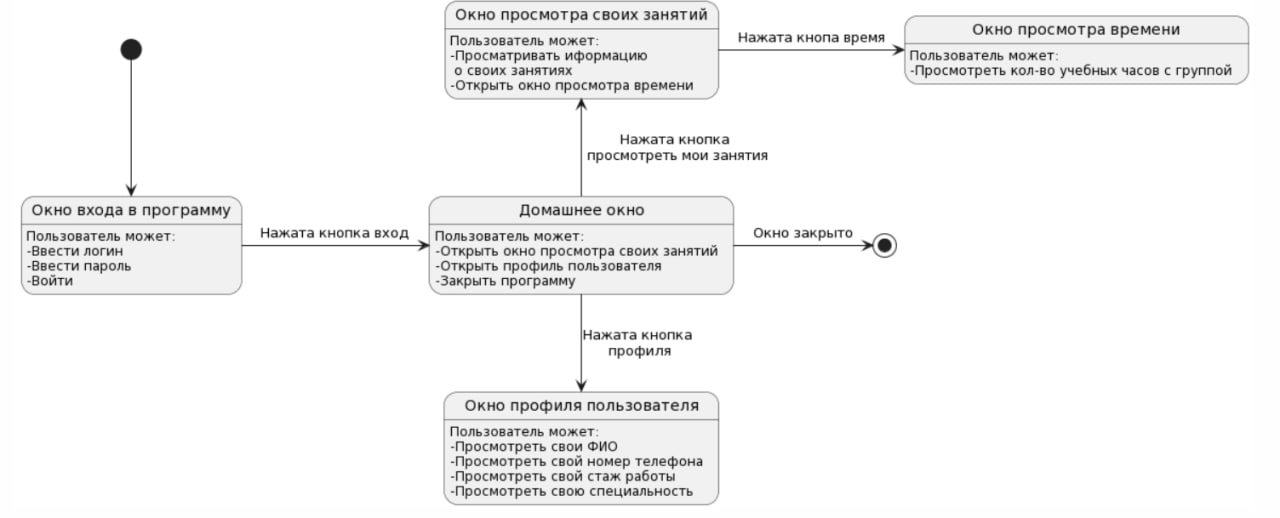 Окно просмотра своих занятий
Пользователь может:
-Просматривать иформацию
о своих занятиях
-Открыть окно просмотра времени
Нажата кнопа время
Окно просмотра времени
Пользователь может:
-Просмотреть кол-во учебных часов с группой
Нажата кнопка
просмотреть мои занятия
Окно входа в программу
Пользователь может:
-Ввести логин
-Ввести пароль
-Войти
Нажата кнопка вход
Домашнее окно
Пользователь может:
-Открыть окно просмотра своих занятий
-Открыть профиль пользователя
-Закрыть программу
Окно закрыто
Нажата кнопка
профиля
Окно профиля пользователя
Пользователь может:
-Просмотреть свои ФИО
-Просмотреть свой номер телефона
-Просмотреть свой стаж работы
-Просмотреть свою специальность